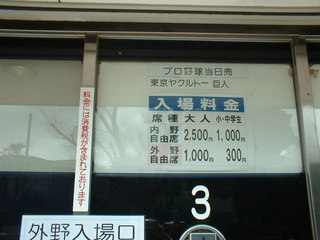 プロ野球当日売
東京ヤクルトー巨人
入場料金
席種 大人 小・中学生
内野自由席 2,500円 1,000円
外野自由席 1,000円 300円
料金には消費税が含まれております
3
外野入場口